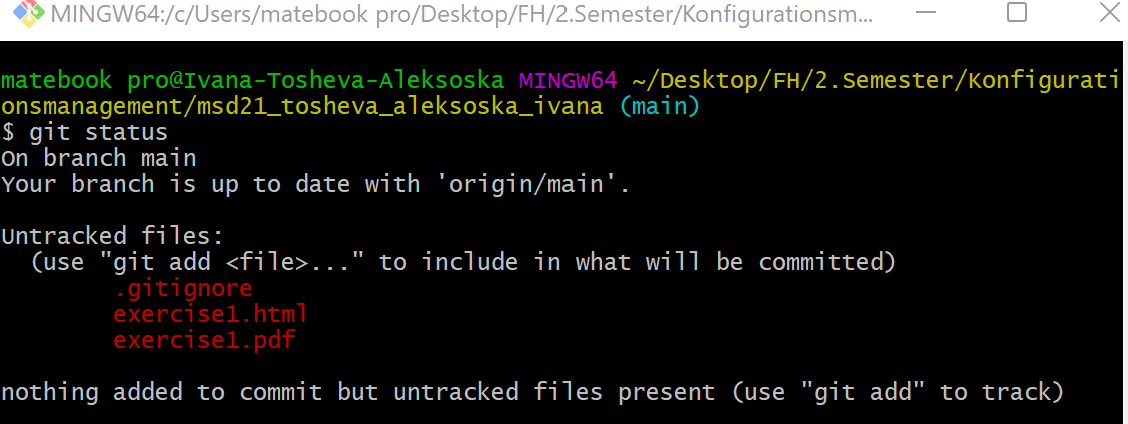 MINGW64:/c/Users/matebook pro/Desktop/FH/2.Semester/Konfigurationsm...
matebook pro@Ivana-Tosheva-Aleksoska MINGW64 ~/Desktop/FH/2.Semester/Konfigurati
onsmanagement/msd21_tosheva_aleksoska_ivana (main)
$ git status
On branch main
Your branch is up to date with 'origin/main'.
Untracked files:
  (use "git add <file>..." to include in what will be committed)
        .gitignore
        exercise1.html
        exercise1.pdf
nothing added to commit but untracked files present (use "git add" to track)